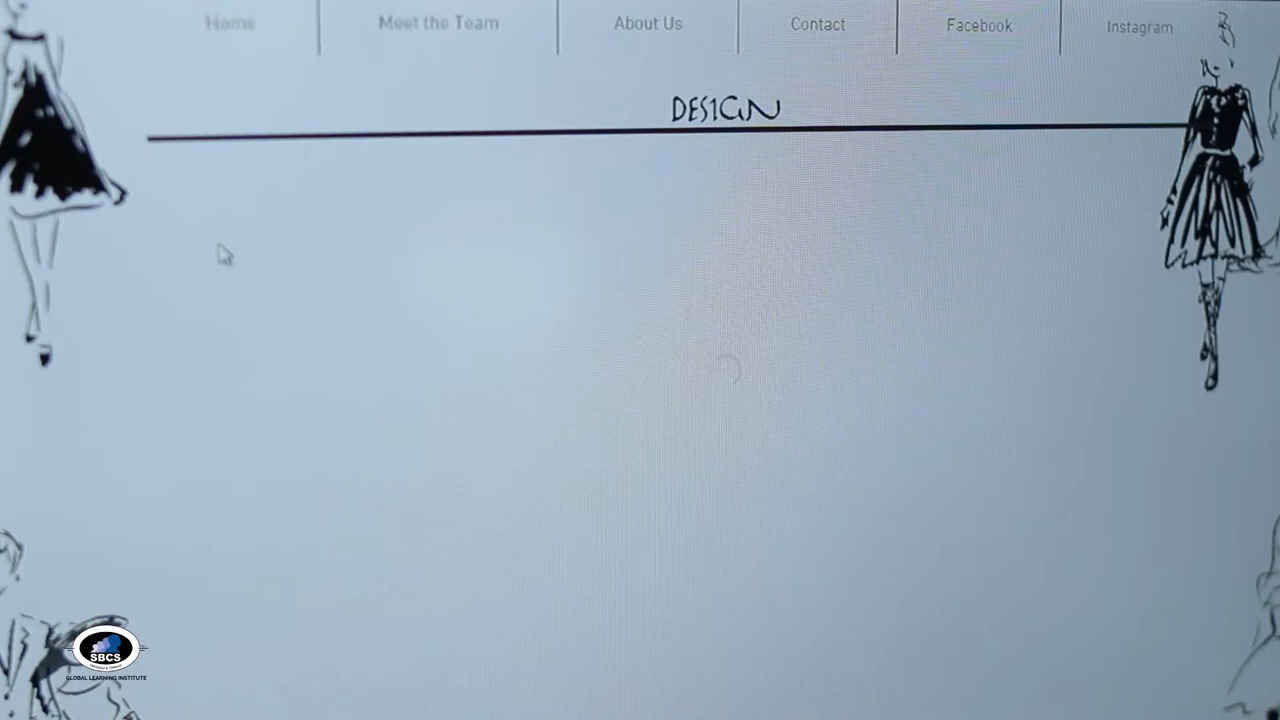 Home
Meet the Team
About Us
Contact
Facebook
Instagram
DESIGN
SBCS
GLOBAL LEARNING INSTITUTE